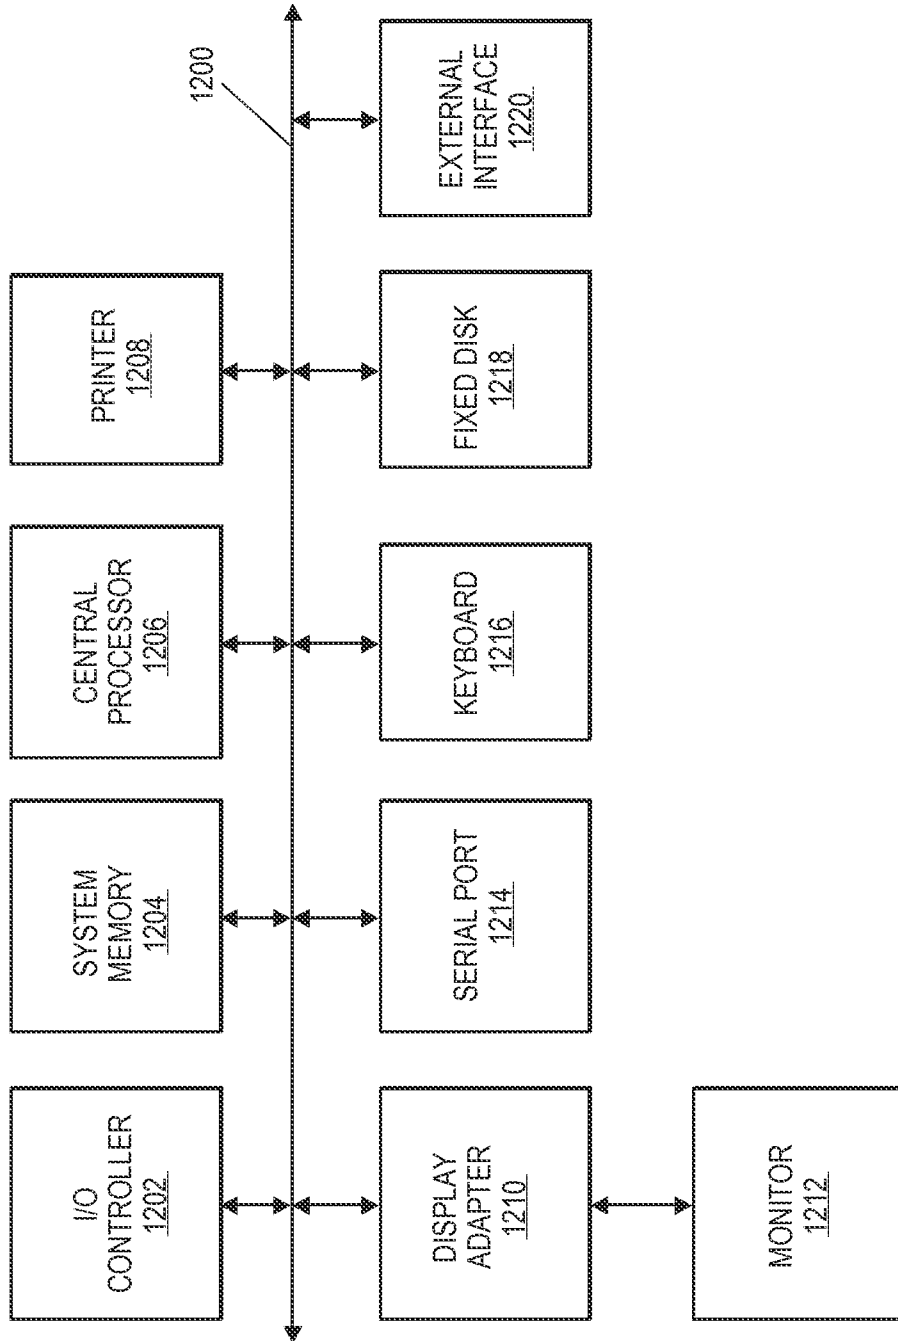 I/O
CONTROLLER
1202
SYSTEM
MEMORY
1204
CENTRAL
PROCESSOR
1206
PRINTER
1208
1200
DISPLAY
ADAPTER
1210
SERIAL PORT
1214
KEYBOARD
1216
FIXED DISK
1218
EXTERNAL
INTERFACE
1220
MONITOR
1212